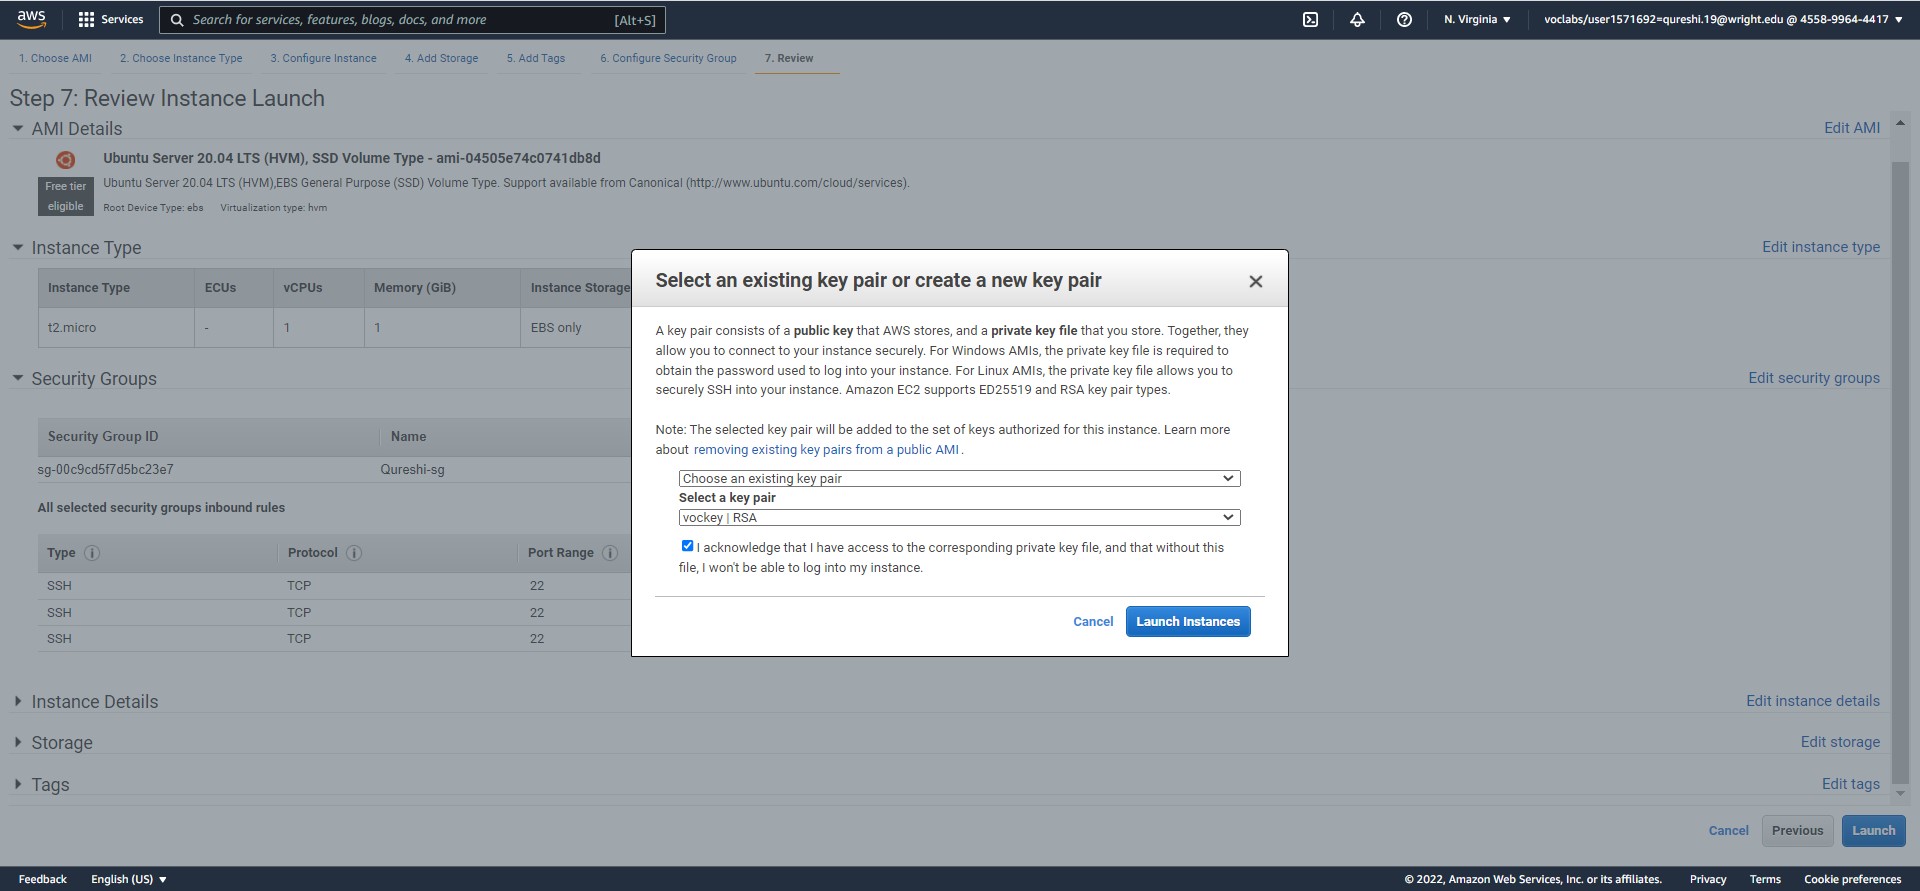 aws
Services
Search for services, features, blogs, docs, and more [Alt+S]
N. Virginia
voclabs/user1571692=qureshi.19@wright.edu @ 4558-9964-4417
1. Choose AMI 2. Choose Instance Type 3. Configure Instance 4. Add Storage 5. Add Tags 6. Configure Security Group 7. Review
Step 7: Review Instance Launch
AMI Details Edit AMI
Ubuntu Server 20.04 LTS (HVM), SSD Volume Type - ami-04505e74c0741db8d
Free tier eligible
Ubuntu Server 20.04 LTS (HVM),EBS General Purpose (SSD) Volume Type. Support available from Canonical (http://www.ubuntu.com/cloud/services).
Root Device Type: ebs Virtualization type: hvm
Instance Type Edit instance type
Instance Type ECUs vCPUs Memory (GiB) Instance Storage
t2.micro - 1 1 EBS only
Security Groups Edit security groups
Security Group ID Name
sg-00c9cd5f7d5bc23e7 Qureshi-sg
All selected security groups inbound rules
Type Protocol Port Range
SSH TCP 22
SSH TCP 22
SSH TCP 22
Select an existing key pair or create a new key pair
A key pair consists of a public key that AWS stores, and a private key file that you store. Together, they
allow you to connect to your instance securely. For Windows AMIs, the private key file is required to
obtain the password used to log into your instance. For Linux AMIs, the private key file allows you to
securely SSH into your instance. Amazon EC2 supports ED25519 and RSA key pair types.
Note: The selected key pair will be added to the set of keys authorized for this instance. Learn more
about removing existing key pairs from a public AMI.
Choose an existing key pair
Select a key pair
vockey | RSA
I acknowledge that I have access to the corresponding private key file, and that without this
file, I won't be able to log into my instance.
Cancel Launch Instances
Instance Details Edit instance details
Storage Edit storage
Tags Edit tags
Cancel Previous Launch
Feedback English (US) © 2022, Amazon Web Services, Inc. or its affiliates. Privacy Terms Cookie preferences